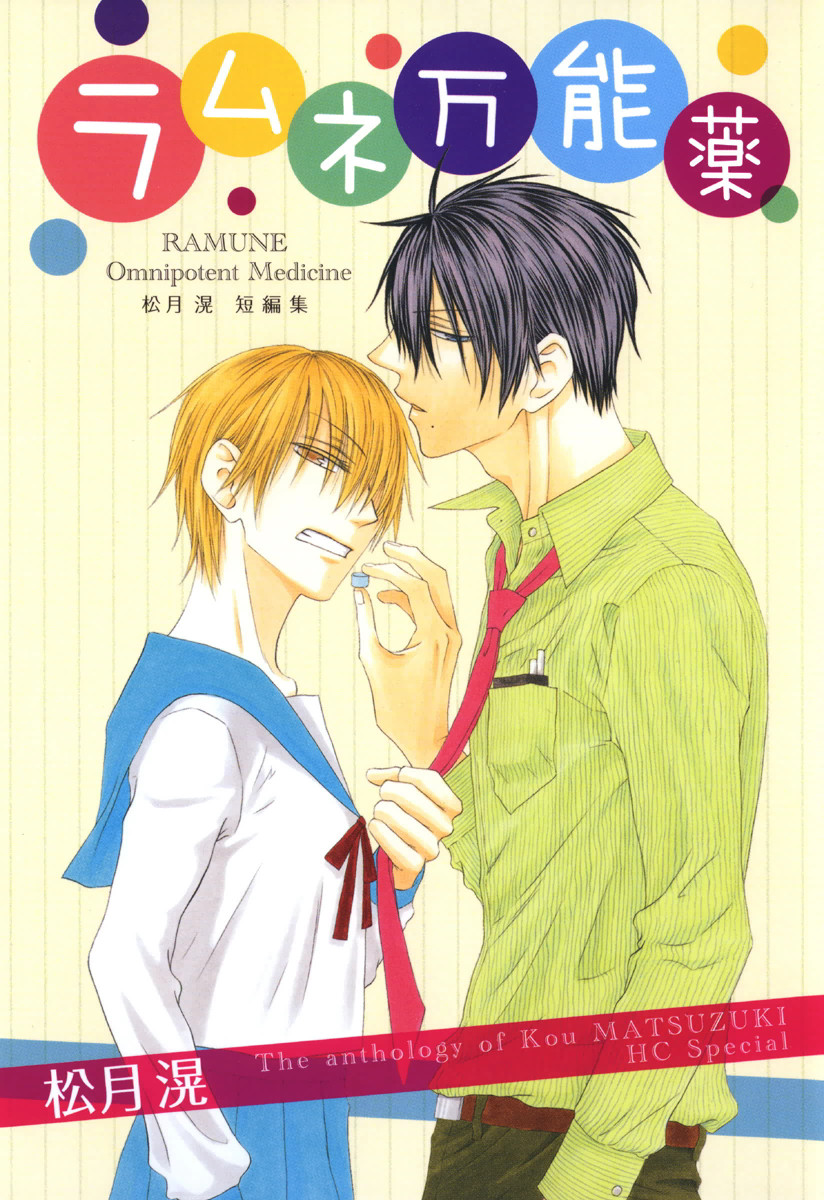 ラムネ万能薬
RAMUNE
Omnipotent Medicine
松月滉 短編集
The anthology of Kou MATSUZUKI
HC Special
松月滉